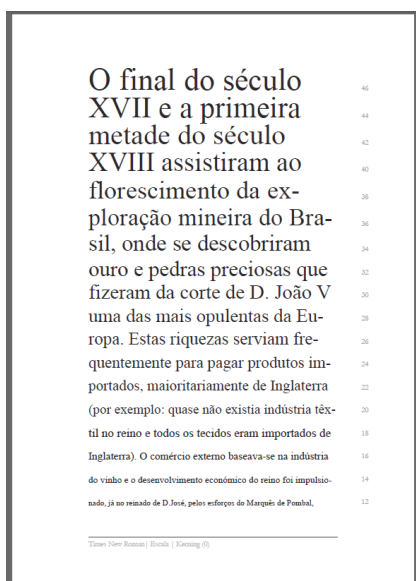 O final do século 46
XVII e a primeira 44
metade do século 42
XVIII assistiram ao 40
florescimento da ex- 38
ploração mineira do Bra- 36
sil, onde se descobriram 34
ouro e pedras preciosas que 32
fizeram da corte de D. João V 30
uma das mais opulentas da Eu- 28
ropa. Estas riquezas serviam fre- 26
quentemente para pagar produtos im- 24
portados, maioritariamente de Inglaterra 22
(por exemplo: quase não existia indústria têx- 20
til no reino e todos os tecidos eram importados de 18
Inglaterra). O comércio externo baseava-se na indústria 16
do vinho e o desenvolvimento económico do reino foi impulsio- 14
nado, já no reinado de D.José, pelos esforços do Marquês de Pombal, 12
Times New Roman | Escala | Kerning (0)